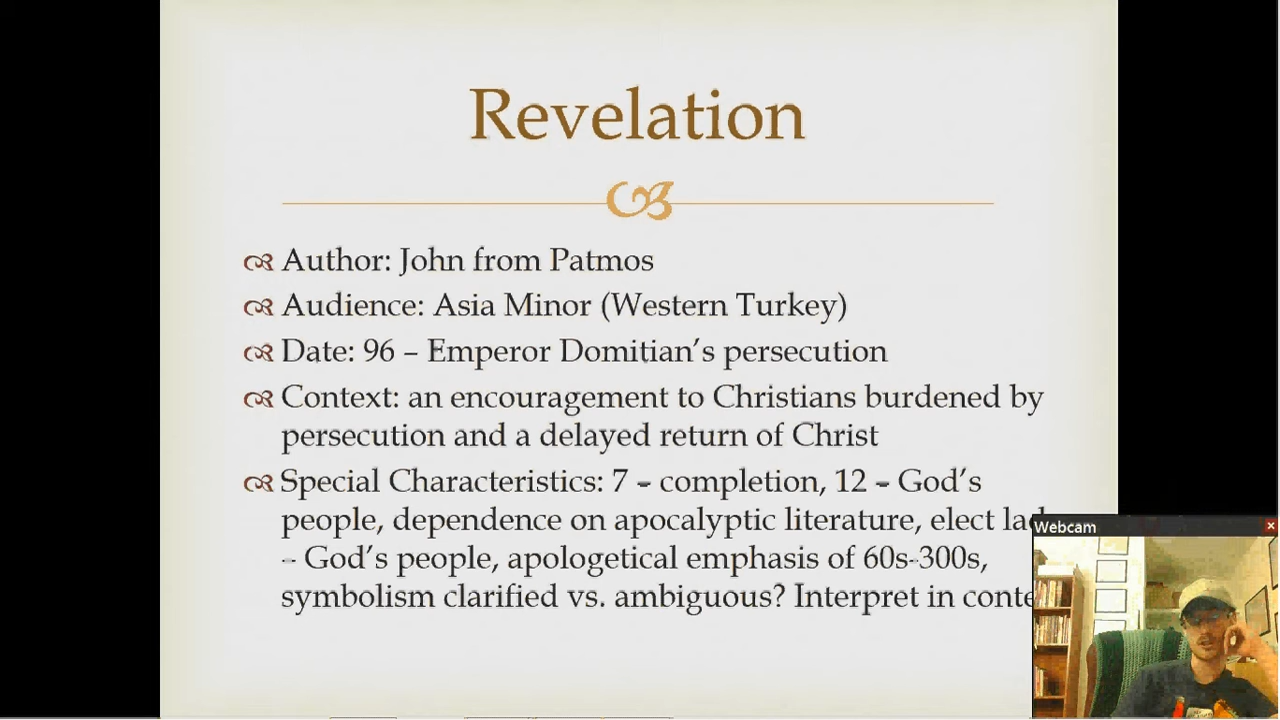 Revelation
Author: John from Patmos
Audience: Asia Minor (Western Turkey)
Date: 96 – Emperor Domitian's persecution
Context: an encouragement to Christians burdened by
persecution and a delayed return of Christ
Special Characteristics: 7 – completion, 12 – God's
people, dependence on apocalyptic literature, elect
– God's people, apologetical emphasis of 60s-300s,
symbolism clarified vs. ambiguous? Interpret in
Webcam